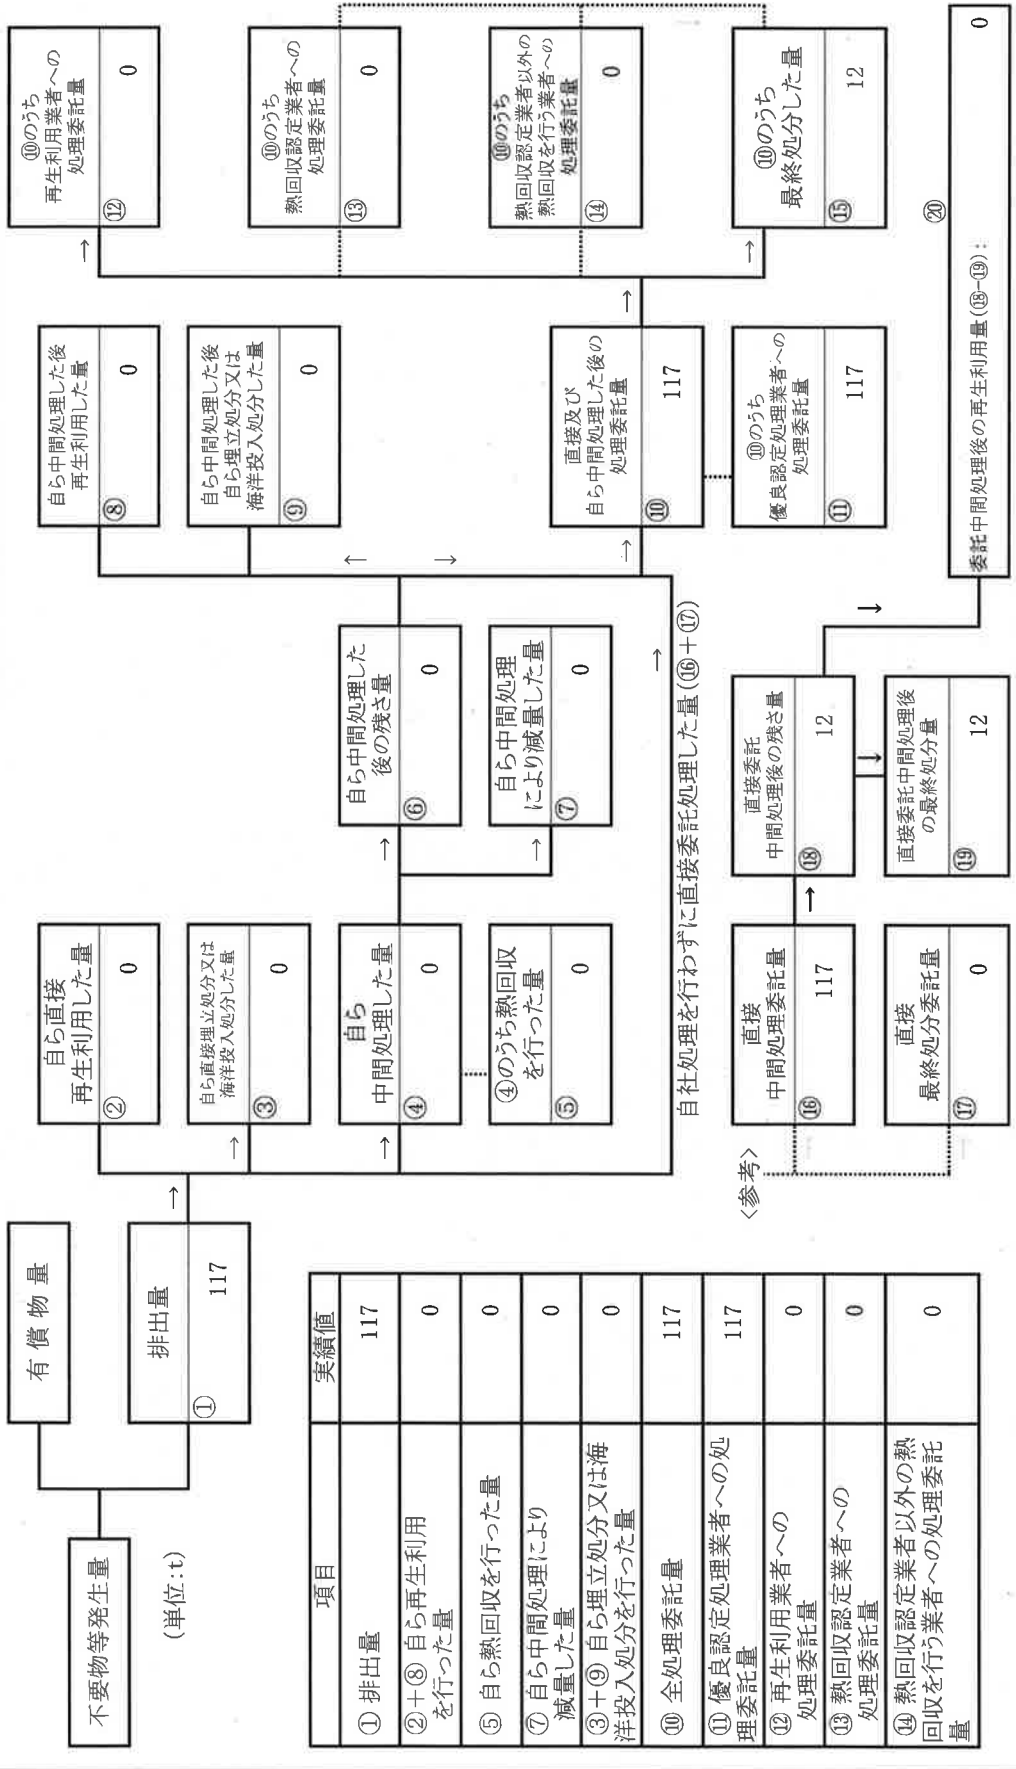 不要物等発生量
(単位:t)
有償物量
排出量
①
117
自ら直接
再生利用した量
②
0
自ら直接埋立処分又は
海洋投入処分した量
③
0
自ら
中間処理した量
④
0
④のうち熱回収
を行った量
⑤
0
自ら中間処理した
後の残さ量
⑥
0
自ら中間処理
により減量した量
⑦
0
自ら中間処理した後
再生利用した量
⑧
0
自ら中間処理した後
自ら埋立処分又は
海洋投入処分した量
⑨
0
直接及び
自ら中間処理した後の
処理委託量
⑩
117
⑩のうち
優良認定処理業者への
処理委託量
⑪
117
⑩のうち
再生利用業者への
処理委託量
⑫
0
⑩のうち
熱回収認定業者への
処理委託量
⑬
0
⑩のうち
熱回収認定業者以外の
熱回収を行う業者への
処理委託量
⑭
0
⑩のうち
最終処分した量
⑮
12
自社処理を行わずに直接委託処理した量(⑯+⑰)
<参考>
直接
中間処理委託量
⑯
117
直接
最終処分委託量
⑰
0
直接委託
中間処理後の残さ量
⑱
12
直接委託中間処理後
の最終処分量
⑲
12
⑳
委託中間処理後の再生利用量(⑱-⑲):
0
項目 実績値
①排出量 117
②+⑧自ら再生利用
を行った量 0
⑤自ら熱回収を行った量 0
⑦自ら中間処理により
減量した量 0
③+⑨自ら埋立処分又は海
洋投入処分を行った量 0
⑩全処理委託量 117
⑪優良認定処理業者への処
理委託量 117
⑫再生利用業者への
処理委託量 0
⑬熱回収認定業者への
処理委託量 0
⑭熱回収認定業者以外の熱
回収を行う業者への処理委託
量 0